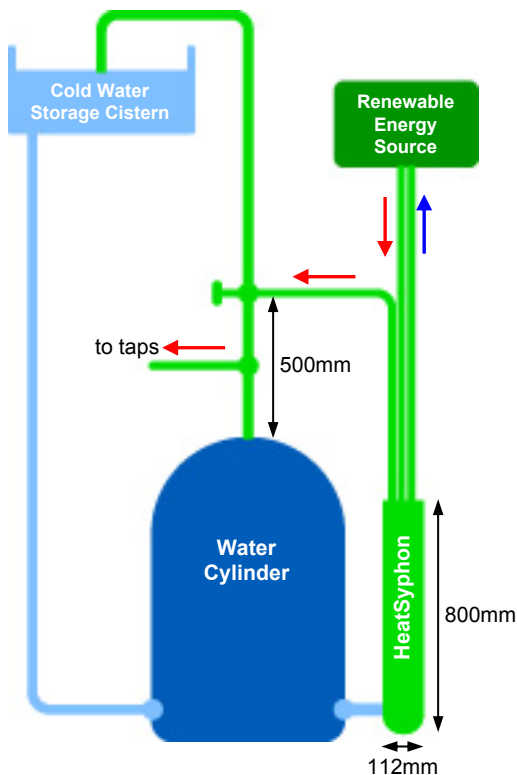 Cold Water
Storage Cistern
Renewable
Energy
Source
to taps
500mm
Water
Cylinder
HeatSyphon
800mm
112mm